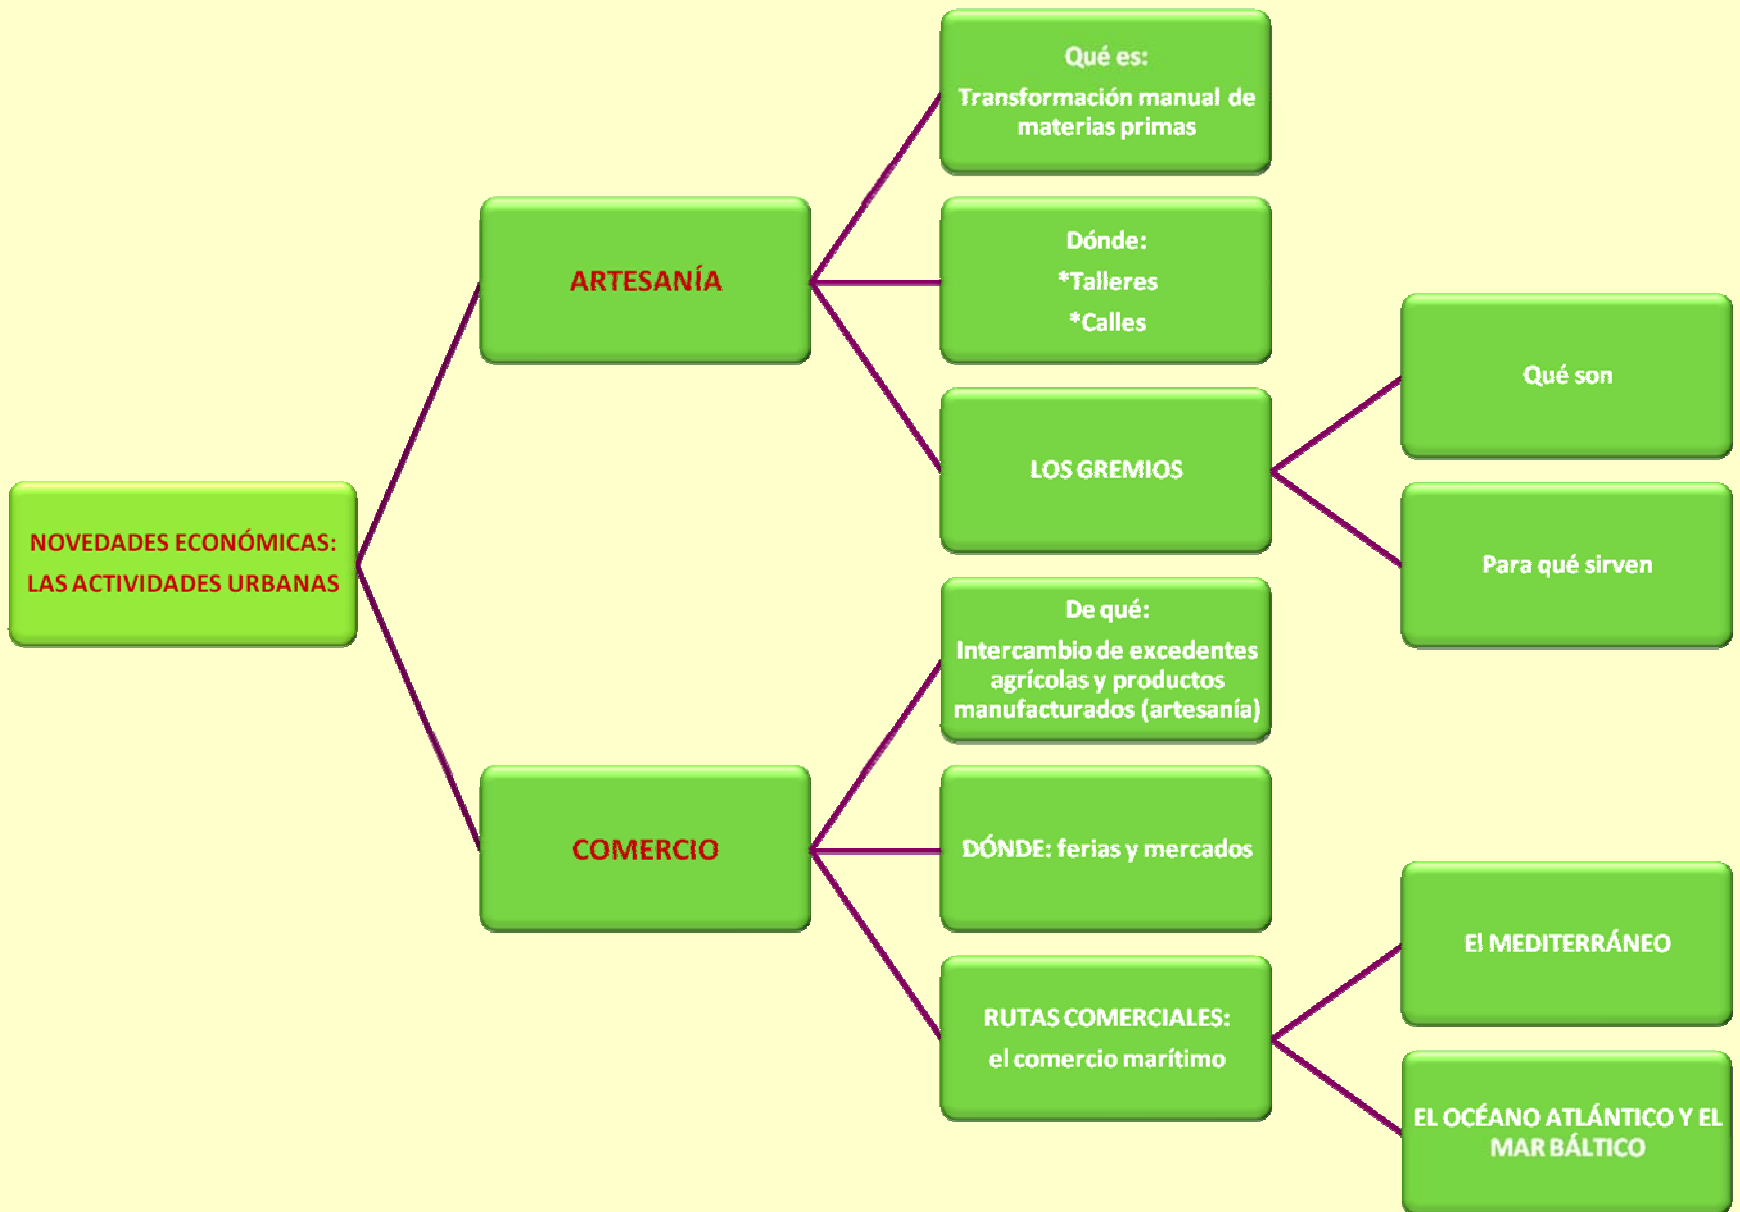 NOVEDADES ECONÓMICAS:
LAS ACTIVIDADES URBANAS
ARTESANÍA
Qué es:
Transformación manual de
materias primas
Dónde:
*Talleres
*Calles
LOS GREMIOS
Qué son
Para qué sirven
COMERCIO
De qué:
Intercambio de excedentes
agrícolas y productos
manufacturados (artesanía)
DÓNDE: ferias y mercados
RUTAS COMERCIALES:
el comercio marítimo
El MEDITERRÁNEO
EL OCÉANO ATLÁNTICO Y EL
MAR BÁLTICO